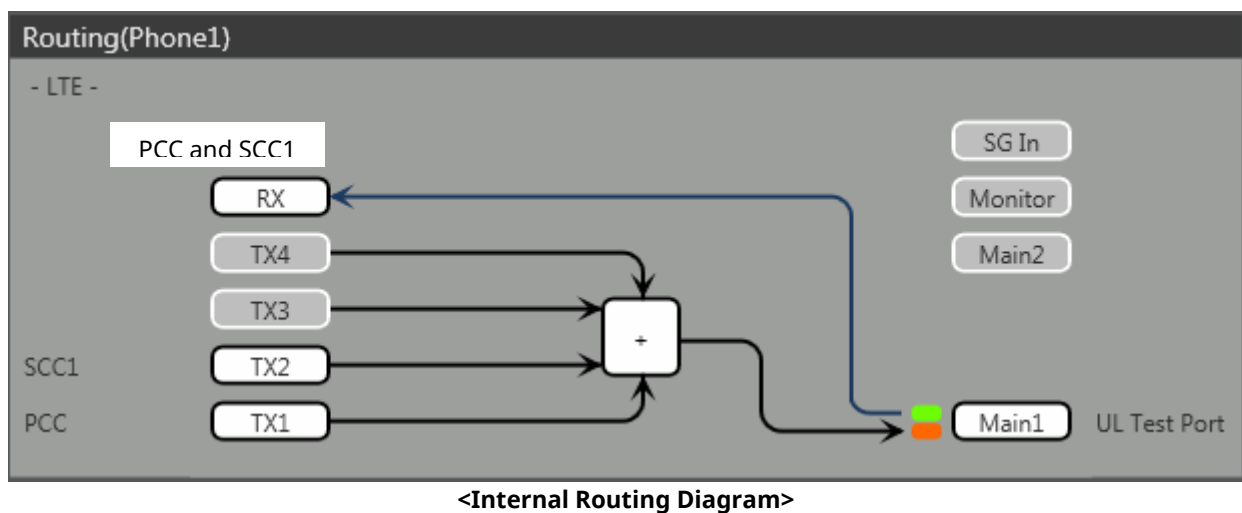 Routing(Phone1)
- LTE -
PCC and SCC1
SG In
RX
Monitor
TX4
Main2
TX3
+
SCC1
TX2
PCC
TX1
Main1
UL Test Port
<Internal Routing Diagram>